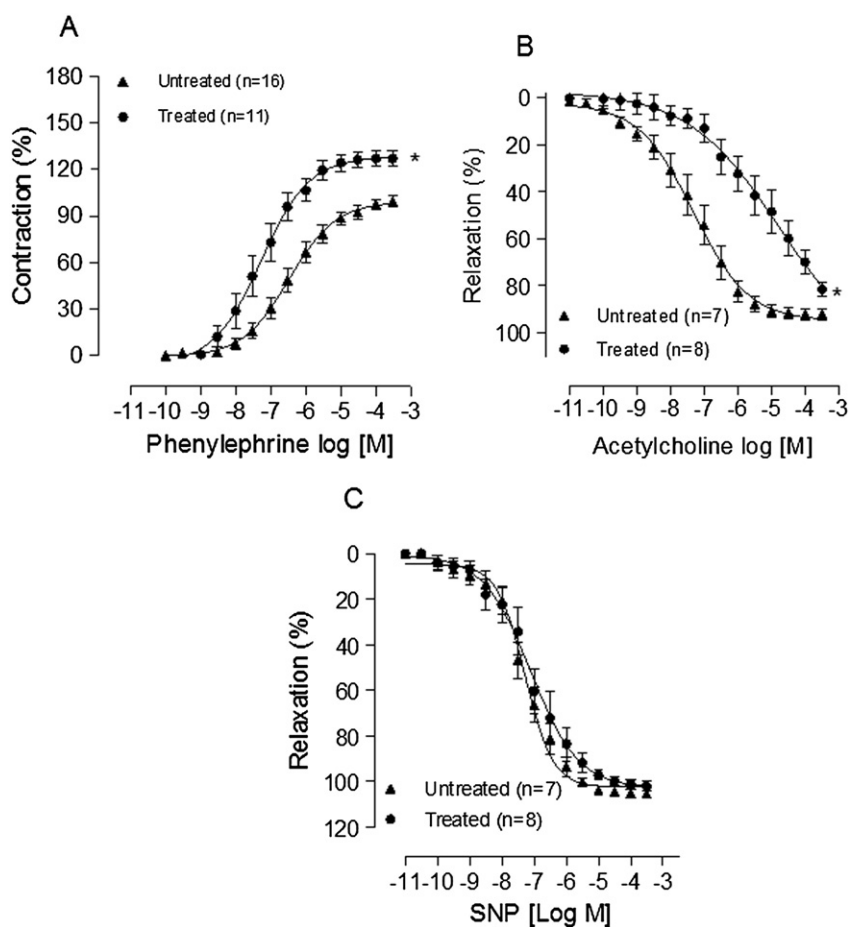 A
Untreated (n=16)
Treated (n=11)
180
150
120
90
60
30
0
Contraction (%)
*
-11 -10 -9 -8 -7 -6 -5 -4 -3
Phenylephrine log [M]
B
0
20
40
60
80
100
Relaxation (%)
*
Untreated (n=7)
Treated (n=8)
-11 -10 -9 -8 -7 -6 -5 -4 -3
Acetylcholine log [M]
C
0
20
40
60
80
100
120
Relaxation (%)
Untreated (n=7)
Treated (n=8)
-11 -10 -9 -8 -7 -6 -5 -4 -3
SNP [Log M]